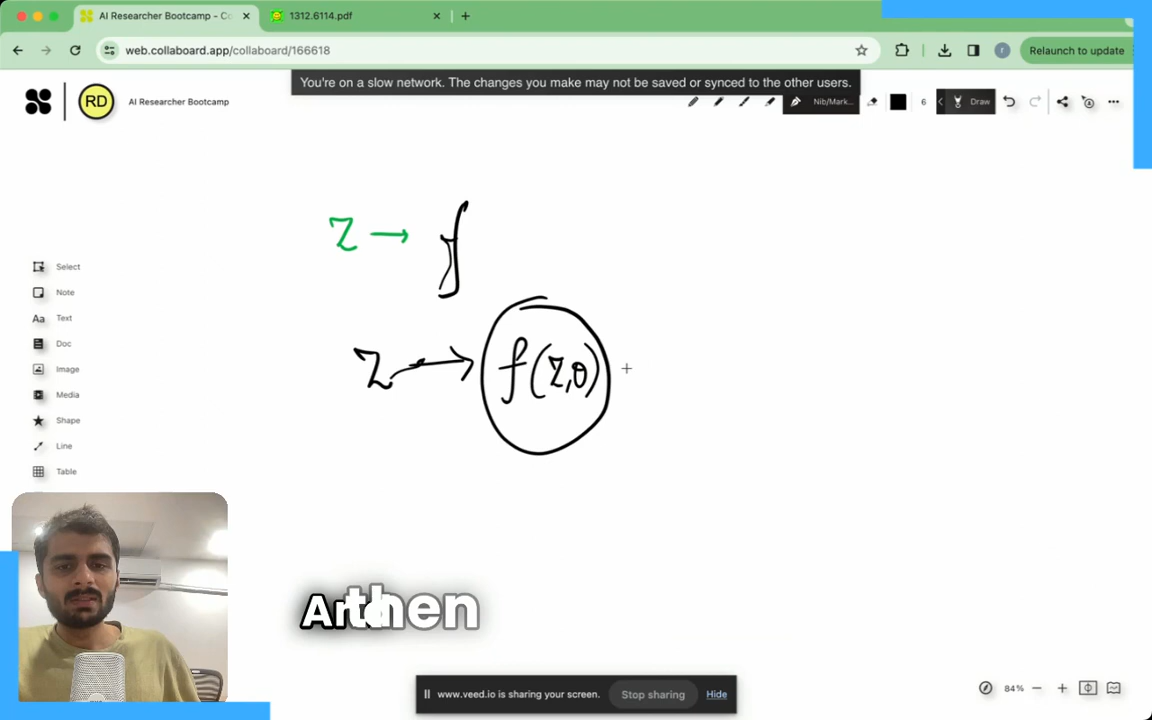 AI Researcher Bootcamp - Co
1312.6114.pdf
web.collaboard.app/collaboard/166618
r
Relaunch to update
You're on a slow network. The changes you make may not be saved or synced to the other users.
RD
AI Researcher Bootcamp
Nib/Mark...
6
Draw
z →
Select
Note
Text
Doc
Image
Media
Shape
Line
Table
z → f(z,θ)
then
www.veed.io is sharing your screen.
Stop sharing
Hide
84%